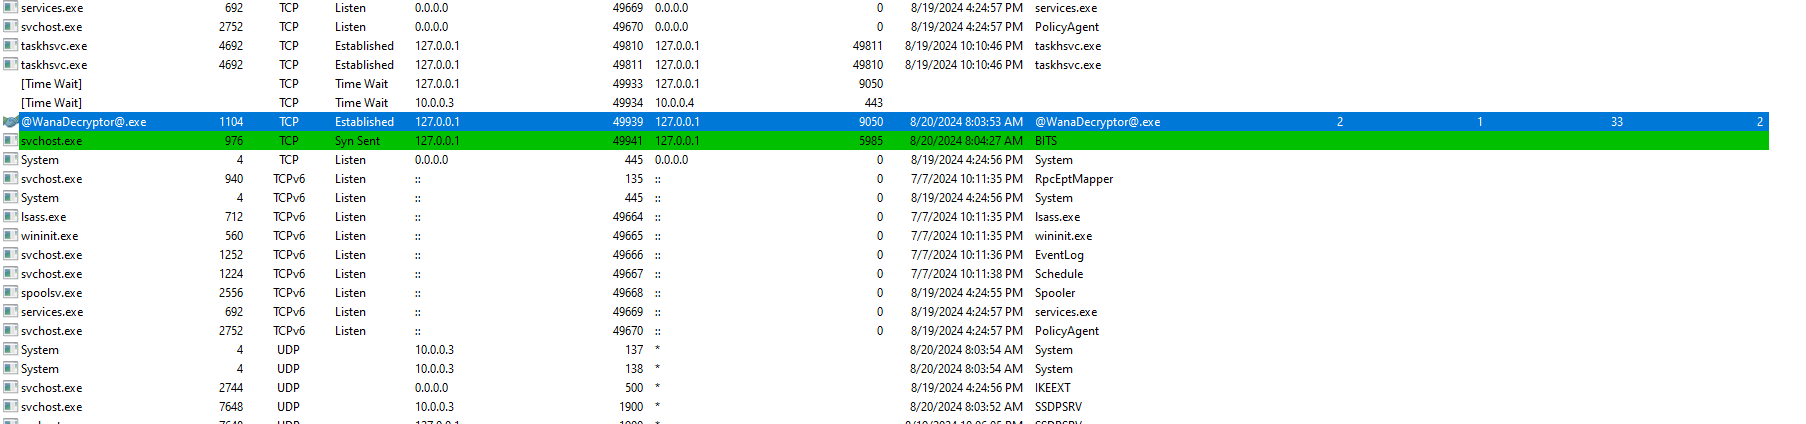 services.exe 692 TCP Listen 0.0.0.0 49669 0.0.0.0 0 8/19/2024 4:24:57 PM services.exe
svchost.exe 2752 TCP Listen 0.0.0.0 49670 0.0.0.0 0 8/19/2024 4:24:57 PM PolicyAgent
taskhsvc.exe 4692 TCP Established 127.0.0.1 49810 127.0.0.1 49811 8/19/2024 10:10:46 PM taskhsvc.exe
taskhsvc.exe 4692 TCP Established 127.0.0.1 49811 127.0.0.1 49810 8/19/2024 10:10:46 PM taskhsvc.exe
[Time Wait] TCP Time Wait 127.0.0.1 49933 127.0.0.1 9050
[Time Wait] TCP Time Wait 10.0.0.3 49934 10.0.0.4 443
@WanaDecryptor@.exe 1104 TCP Established 127.0.0.1 49939 127.0.0.1 9050 8/20/2024 8:03:53 AM @WanaDecryptor@.exe 2 1 33 2
svchost.exe 976 TCP Syn Sent 127.0.0.1 49941 127.0.0.1 5985 8/20/2024 8:04:27 AM BITS
System 4 TCP Listen 0.0.0.0 445 0.0.0.0 0 8/19/2024 4:24:56 PM System
svchost.exe 940 TCPv6 Listen :: 135 :: 0 7/7/2024 10:11:35 PM RpcEptMapper
System 4 TCPv6 Listen :: 445 :: 0 8/19/2024 4:24:56 PM System
lsass.exe 712 TCPv6 Listen :: 49664 :: 0 7/7/2024 10:11:35 PM lsass.exe
wininit.exe 560 TCPv6 Listen :: 49665 :: 0 7/7/2024 10:11:35 PM wininit.exe
svchost.exe 1252 TCPv6 Listen :: 49666 :: 0 7/7/2024 10:11:36 PM EventLog
svchost.exe 1224 TCPv6 Listen :: 49667 :: 0 7/7/2024 10:11:38 PM Schedule
spoolsv.exe 2556 TCPv6 Listen :: 49668 :: 0 8/19/2024 4:24:55 PM Spooler
services.exe 692 TCPv6 Listen :: 49669 :: 0 8/19/2024 4:24:57 PM services.exe
svchost.exe 2752 TCPv6 Listen :: 49670 :: 0 8/19/2024 4:24:57 PM PolicyAgent
System 4 UDP 10.0.0.3 137 * 8/20/2024 8:03:54 AM System
System 4 UDP 10.0.0.3 138 * 8/20/2024 8:03:54 AM System
svchost.exe 2744 UDP 0.0.0.0 500 * 8/19/2024 4:24:56 PM IKEEXT
svchost.exe 7648 UDP 10.0.0.3 1900 * 8/20/2024 8:03:52 AM SSDPSRV